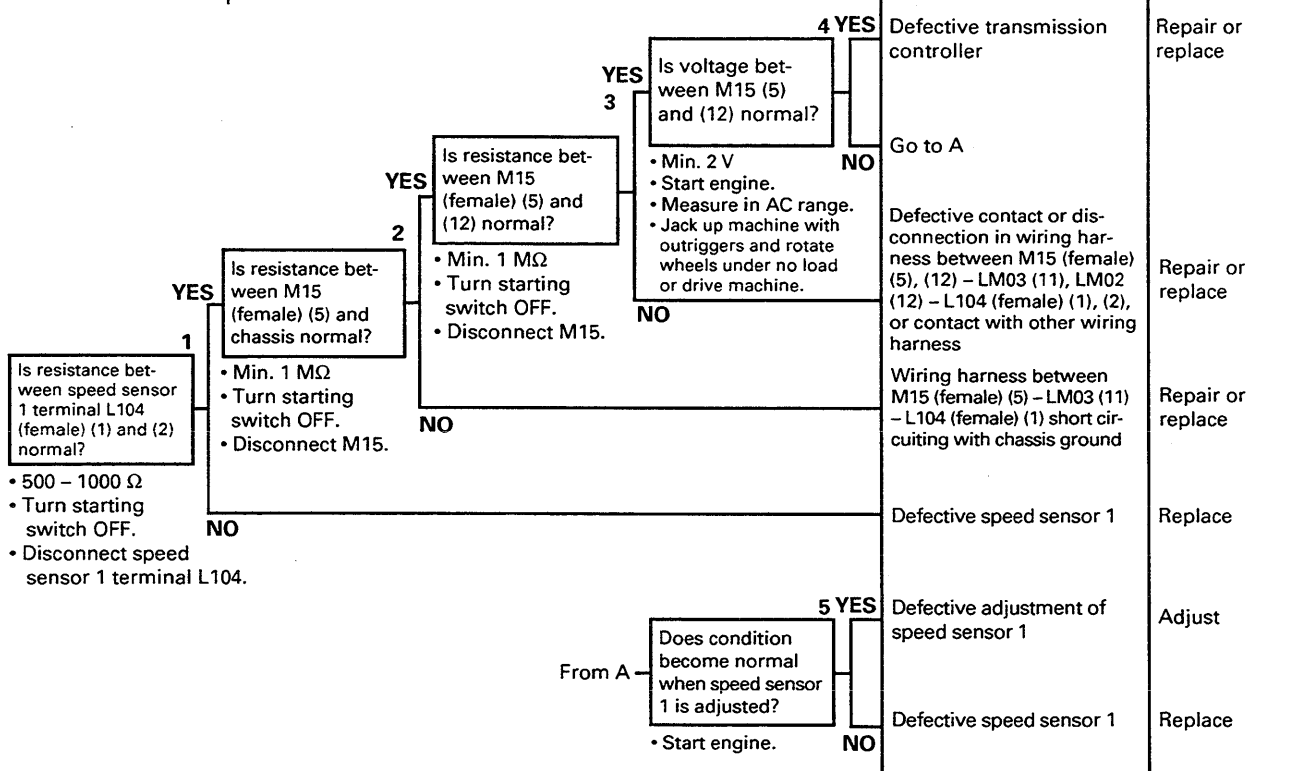 1
Is resistance bet-
ween speed sensor
1 terminal L104
(female) (1) and (2)
normal?
• 500 – 1000 Ω
• Turn starting
switch OFF.
• Disconnect speed
sensor 1 terminal L104.
YES
NO
2
Is resistance bet-
ween M15
(female) (5) and
chassis normal?
• Min. 1 MΩ
• Turn starting
switch OFF.
• Disconnect M15.
YES
NO
3
Is resistance bet-
ween M15
(female) (5) and
(12) normal?
• Min. 1 MΩ
• Turn starting
switch OFF.
• Disconnect M15.
YES
NO
4
Is voltage bet-
ween M15 (5)
and (12) normal?
• Min. 2 V
• Start engine.
• Measure in AC range.
• Jack up machine with
outriggers and rotate
wheels under no load
or drive machine.
YES
NO
Defective transmission
controller
Repair or
replace
Go to A
Defective contact or dis-
connection in wiring har-
ness between M15 (female)
(5), (12) – LM03 (11), LM02
(12) – L104 (female) (1), (2),
or contact with other wiring
harness
Repair or
replace
Wiring harness between
M15 (female) (5) – LM03 (11)
– L104 (female) (1) short cir-
cuiting with chassis ground
Repair or
replace
Defective speed sensor 1
Replace
From A
5
Does condition
become normal
when speed sensor
1 is adjusted?
• Start engine.
YES
NO
Defective adjustment of
speed sensor 1
Adjust
Defective speed sensor 1
Replace